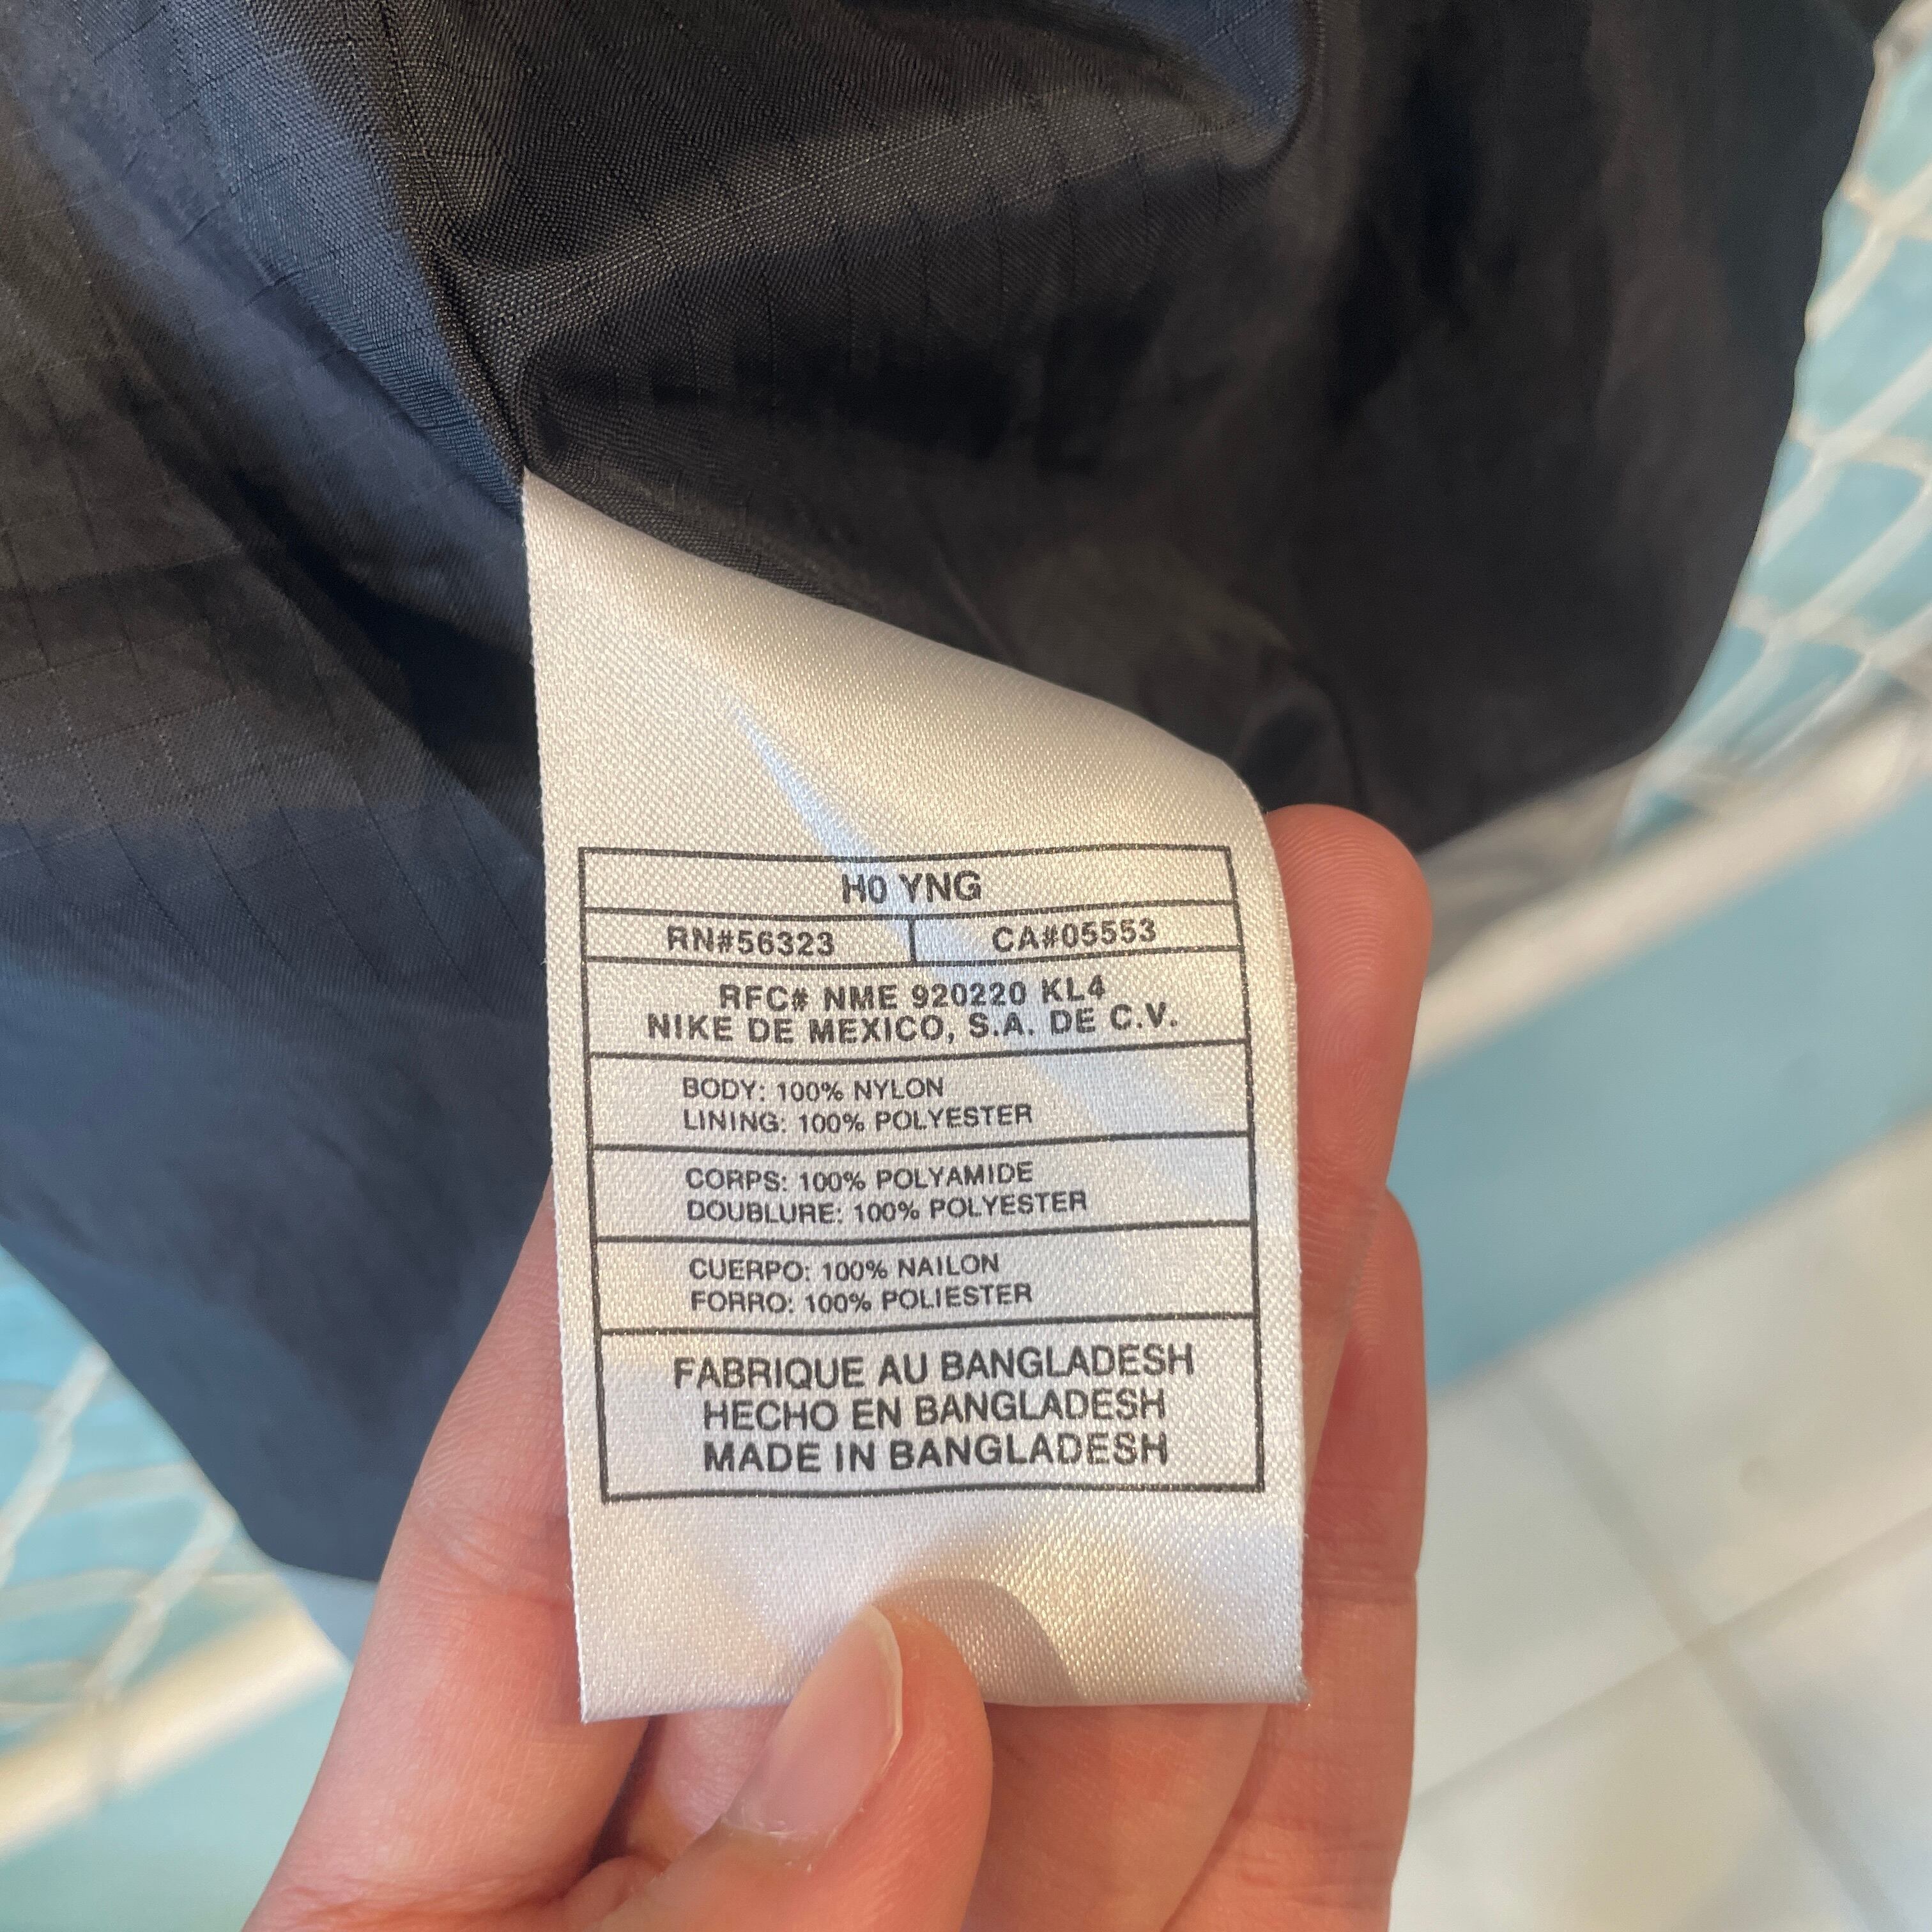 H0 YNG
RN#56323 CA#05553
RFC# NME 920220 KL4
NIKE DE MEXICO, S.A. DE C.V.
BODY: 100% NYLON
LINING: 100% POLYESTER
CORPS: 100% POLYAMIDE
DOUBLURE: 100% POLYESTER
CUERPO: 100% NAILON
FORRO: 100% POLIESTER
FABRIQUE AU BANGLADESH
HECHO EN BANGLADESH
MADE IN BANGLADESH